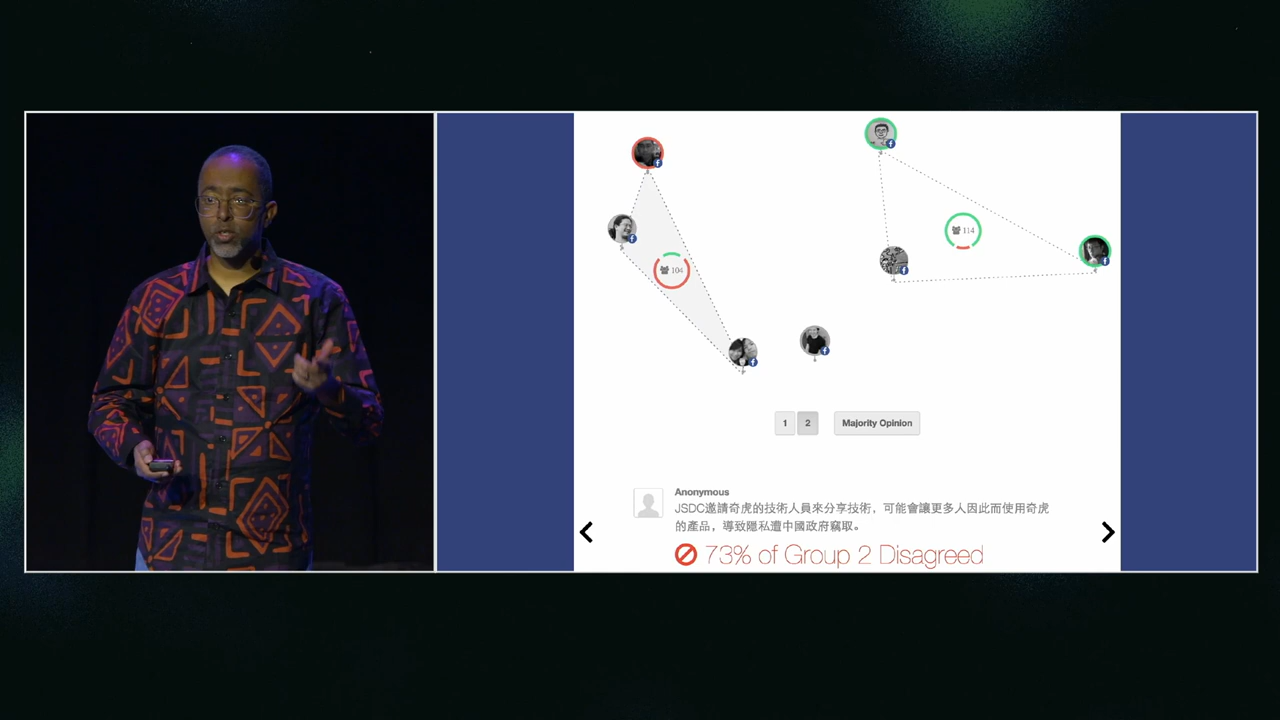 114
104
1 2 Majority Opinion
Anonymous
JSDC邀請奇虎的技術人員來分享技術，可能會讓更多人因此而使用奇虎
的產品，導致隱私遭中國政府竊取。
73% of Group 2 Disagreed